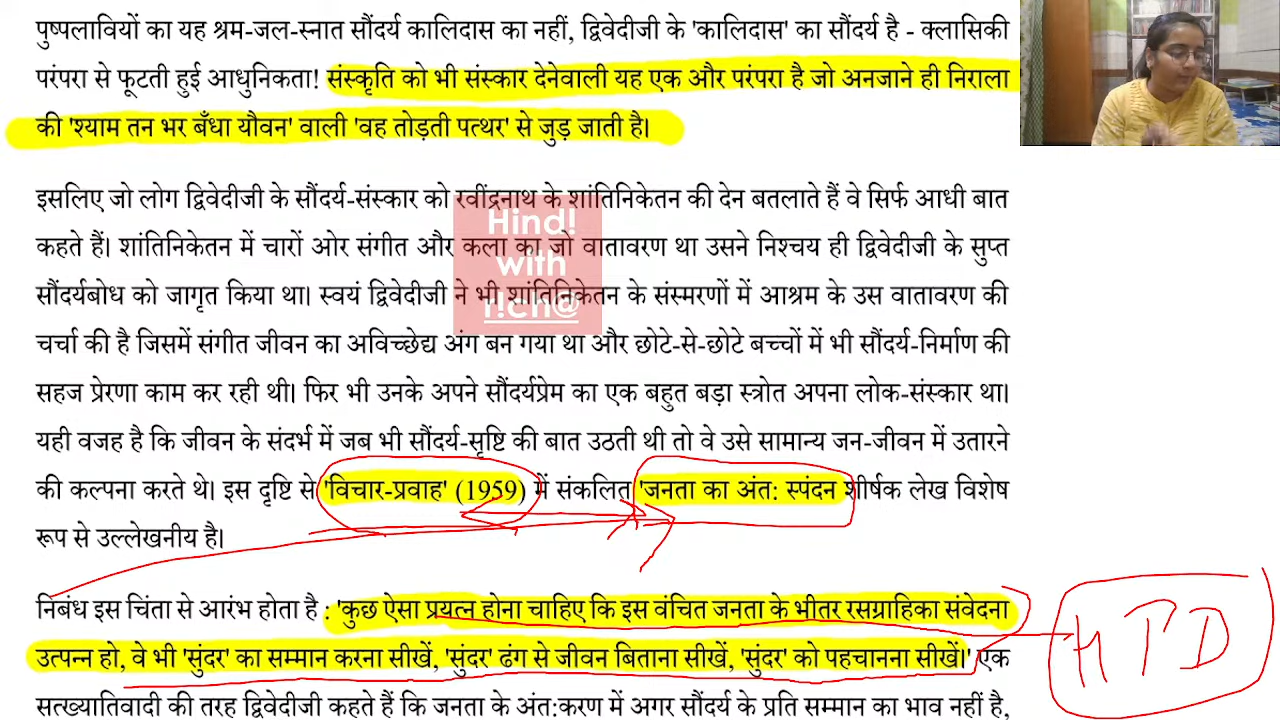 पुष्पलावियों का यह श्रम-जल-स्नात सौंदर्य कालिदास का नहीं, द्विवेदीजी के 'कालिदास' का सौंदर्य है - क्लासिकी
परंपरा से फूटती हुई आधुनिकता! संस्कृति को भी संस्कार देनेवाली यह एक और परंपरा है जो अनजाने ही निराला
की 'श्याम तन भर बँधा यौवन' वाली 'वह तोड़ती पत्थर' से जुड़ जाती है।
इसलिए जो लोग द्विवेदीजी के सौंदर्य-संस्कार को रवींद्रनाथ के शांतिनिकेतन की देन बतलाते हैं वे सिर्फ आधी बात
कहते हैं। शांतिनिकेतन में चारों ओर संगीत और कला का जो वातावरण था उसने निश्चय ही द्विवेदीजी के सुप्त
सौंदर्यबोध को जागृत किया था। स्वयं द्विवेदीजी ने भी शांतिनिकेतन के संस्मरणों में आश्रम के उस वातावरण की
चर्चा की है जिसमें संगीत जीवन का अविच्छेद्य अंग बन गया था और छोटे-से-छोटे बच्चों में भी सौंदर्य-निर्माण की
सहज प्रेरणा काम कर रही थी। फिर भी उनके अपने सौंदर्यप्रेम का एक बहुत बड़ा स्त्रोत अपना लोक-संस्कार था।
यही वजह है कि जीवन के संदर्भ में जब भी सौंदर्य-सृष्टि की बात उठती थी तो वे उसे सामान्य जन-जीवन में उतारने
की कल्पना करते थे। इस दृष्टि से 'विचार-प्रवाह' (1959) में संकलित 'जनता का अंत: स्पंदन शीर्षक लेख विशेष
रूप से उल्लेखनीय है।
निबंध इस चिंता से आरंभ होता है : 'कुछ ऐसा प्रयत्न होना चाहिए कि इस वंचित जनता के भीतर रसग्राहिका संवेदना
उत्पन्न हो, वे भी 'सुंदर' का सम्मान करना सीखें, 'सुंदर' ढंग से जीवन बिताना सीखें, 'सुंदर' को पहचानना सीखें।' एक
सत्ख्यातिवादी की तरह द्विवेदीजी कहते हैं कि जनता के अंत:करण में अगर सौंदर्य के प्रति सम्मान का भाव नहीं है,
Hind!
with
r!ch@
HTD